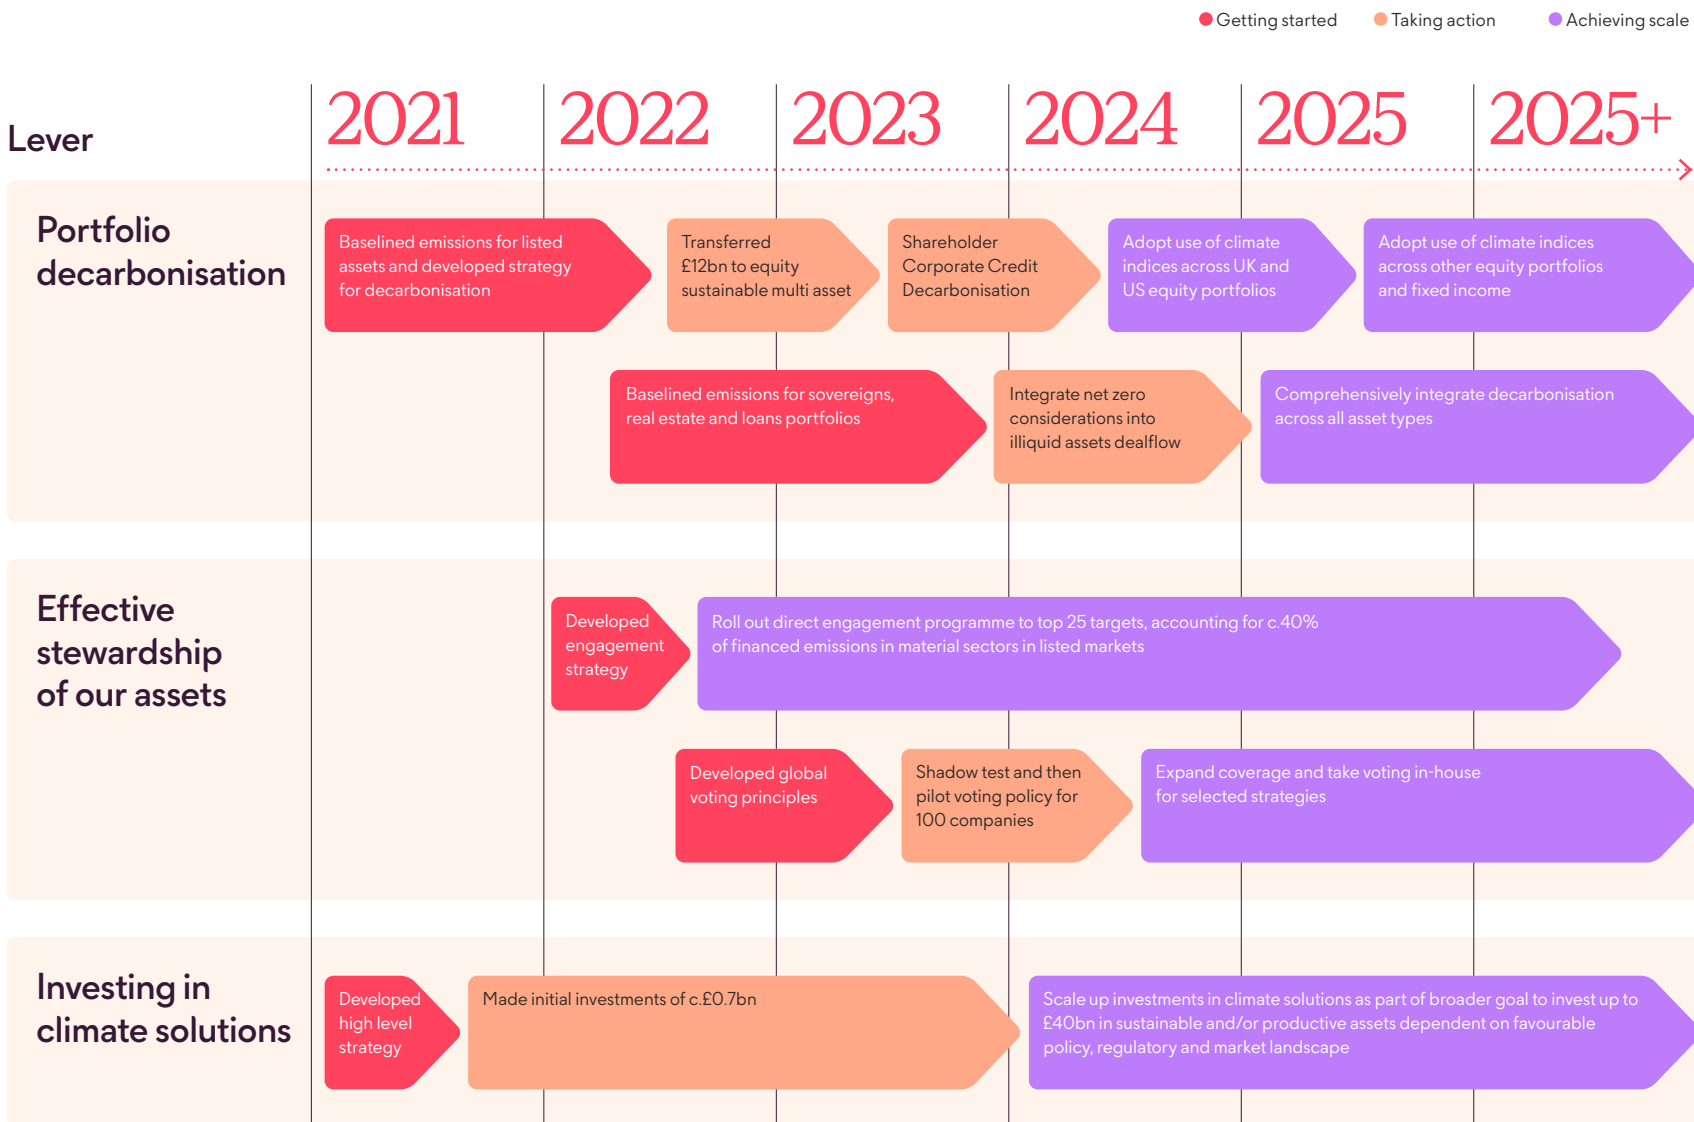 Getting started
Taking action
Achieving scale
Lever
2021
2022
2023
2024
2025
2025+
Portfolio
decarbonisation
Baselined emissions for listed
assets and developed strategy
for decarbonisation
Transferred
£12bn to equity
sustainable multi asset
Shareholder
Corporate Credit
Decarbonisation
Adopt use of climate
indices across UK and
US equity portfolios
Adopt use of climate indices
across other equity portfolios
and fixed income
Baselined emissions for sovereigns,
real estate and loans portfolios
Integrate net zero
considerations into
illiquid assets dealflow
Comprehensively integrate decarbonisation
across all asset types
Effective
stewardship
of our assets
Developed
engagement
strategy
Roll out direct engagement programme to top 25 targets, accounting for c.40%
of financed emissions in material sectors in listed markets
Developed global
voting principles
Shadow test and then
pilot voting policy for
100 companies
Expand coverage and take voting in-house
for selected strategies
Investing in
climate solutions
Developed
high level
strategy
Made initial investments of c.£0.7bn
Scale up investments in climate solutions as part of broader goal to invest up to
£40bn in sustainable and/or productive assets dependent on favourable
policy, regulatory and market landscape